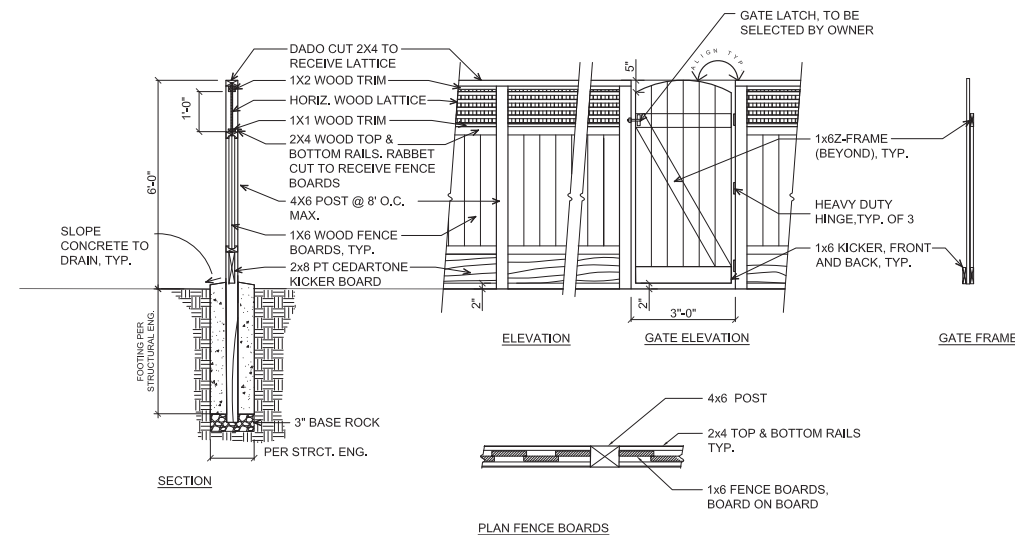 GATE LATCH, TO BE
SELECTED BY OWNER
DADO CUT 2X4 TO
RECEIVE LATTICE
1X2 WOOD TRIM
HORIZ. WOOD LATTICE
1X1 WOOD TRIM
2X4 WOOD TOP &
BOTTOM RAILS. RABBET
CUT TO RECEIVE FENCE
BOARDS
4X6 POST @ 8' O.C.
MAX.
1X6 WOOD FENCE
BOARDS, TYP.
2x8 PT CEDARTONE
KICKER BOARD
1'-0"
6'-0"
SLOPE
CONCRETE TO
DRAIN, TYP.
FOOTING PER
STRUCTURAL ENG.
3" BASE ROCK
PER STRCT. ENG.
SECTION
2"
ELEVATION
5"
ALIGN TYP
1x6Z-FRAME
(BEYOND), TYP.
HEAVY DUTY
HINGE,TYP. OF 3
1x6 KICKER, FRONT
AND BACK, TYP.
2"
3"-0"
GATE ELEVATION
GATE FRAME
4x6 POST
2x4 TOP & BOTTOM RAILS
TYP.
1x6 FENCE BOARDS,
BOARD ON BOARD
PLAN FENCE BOARDS